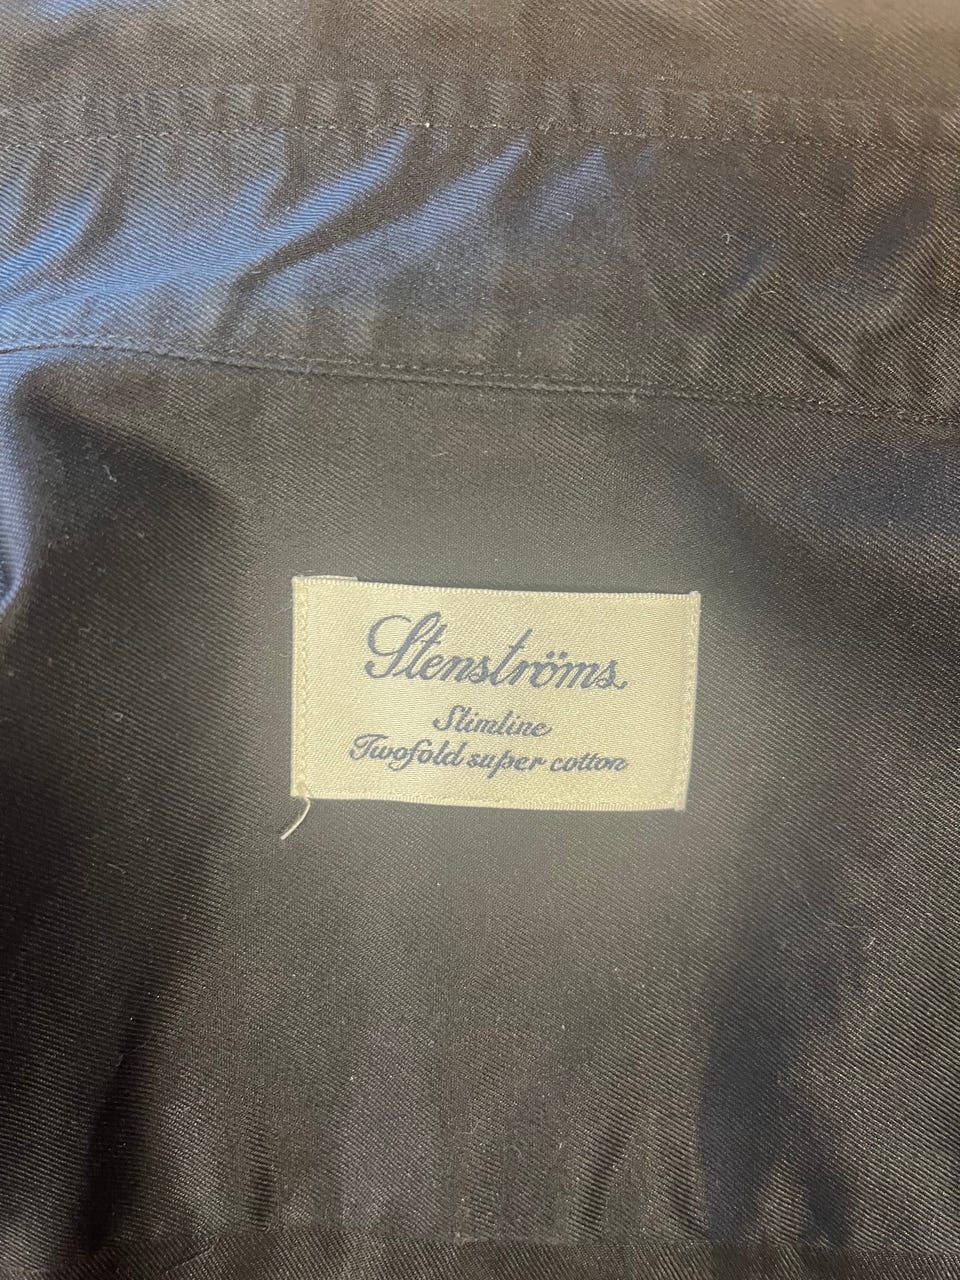 Stenströms
Slimline
Twofold super cotton